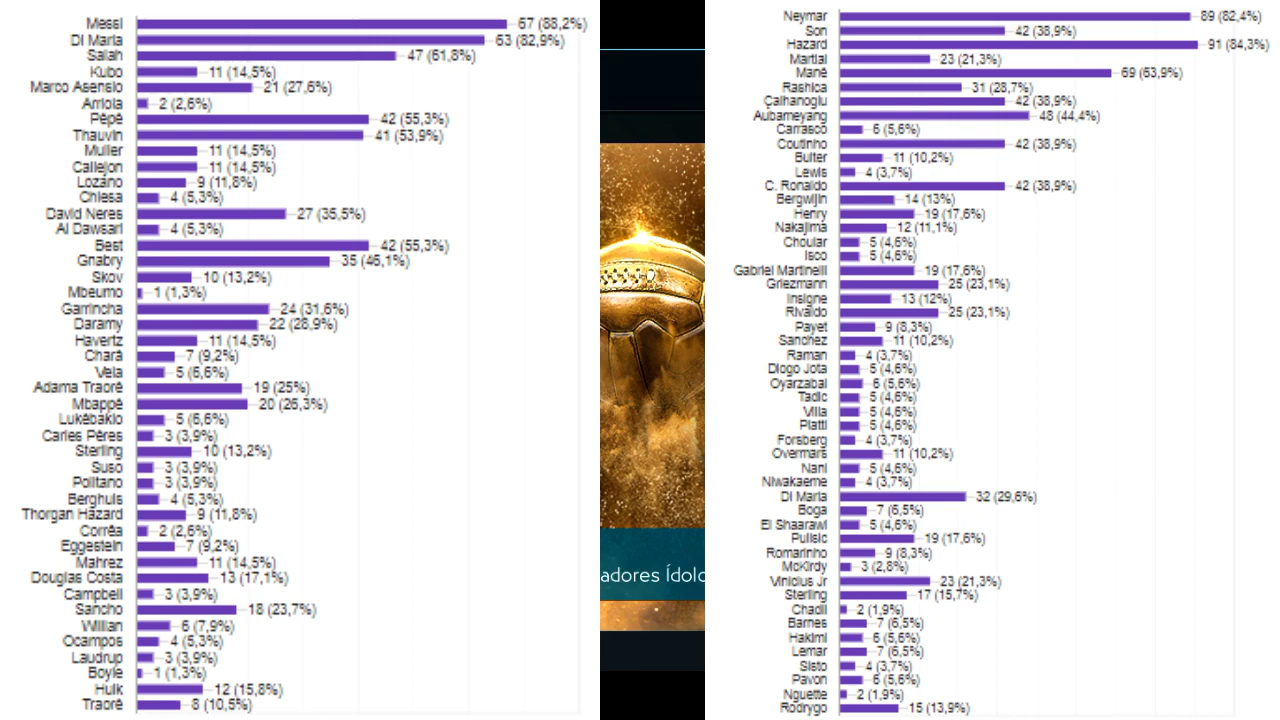 Messi 67 (88,2%)
Di Maria 63 (82,9%)
Salah 47 (61,8%)
Kubo 11 (14,5%)
Marco Asensio 21 (27,6%)
Arriola 2 (2,6%)
Pépé 42 (55,3%)
Thauvin 41 (53,9%)
Muller 11 (14,5%)
Callejon 11 (14,5%)
Lozano 9 (11,8%)
Chiesa 4 (5,3%)
David Neres 27 (35,5%)
Al Dawsari 4 (5,3%)
Best 42 (55,3%)
Gnabry 35 (46,1%)
Skov 10 (13,2%)
Mbeumo 1 (1,3%)
Garrincha 24 (31,6%)
Daramy 22 (28,9%)
Havertz 11 (14,5%)
Chará 7 (9,2%)
Vela 5 (6,6%)
Adama Traoré 19 (25%)
Mbappé 20 (26,3%)
Lukébakio 5 (6,6%)
Carles Péres 3 (3,9%)
Sterling 10 (13,2%)
Suso 3 (3,9%)
Politano 3 (3,9%)
Berghuis 4 (5,3%)
Thorgan Hazard 9 (11,8%)
Corrêa 2 (2,6%)
Eggestein 7 (9,2%)
Mahrez 11 (14,5%)
Douglas Costa 13 (17,1%)
Campbell 3 (3,9%)
Sancho 18 (23,7%)
Willian 6 (7,9%)
Ocampos 4 (5,3%)
Laudrup 3 (3,9%)
Boyle 1 (1,3%)
Hulk 12 (15,8%)
Traoré 8 (10,5%)
adores Ídolo
Neymar 89 (82,4%)
Son 42 (38,9%)
Hazard 91 (84,3%)
Martial 23 (21,3%)
Mané 69 (63,9%)
Rashica 31 (28,7%)
Çalhanoglu 42 (38,9%)
Aubameyang 48 (44,4%)
Carrasco 6 (5,6%)
Coutinho 42 (38,9%)
Buiter 11 (10,2%)
Lewis 4 (3,7%)
C. Ronaldo 42 (38,9%)
Bergwijn 14 (13%)
Henry 19 (17,6%)
Nakajima 12 (11,1%)
Choular 5 (4,6%)
Isco 5 (4,6%)
Gabriel Martinelli 19 (17,6%)
Griezmann 25 (23,1%)
Insigne 13 (12%)
Rivaldo 25 (23,1%)
Payet 9 (8,3%)
Sanchez 11 (10,2%)
Raman 4 (3,7%)
Diogo Jota 5 (4,6%)
Oyarzabal 6 (5,6%)
Tadic 5 (4,6%)
Villa 5 (4,6%)
Piatti 5 (4,6%)
Forsberg 4 (3,7%)
Overmars 11 (10,2%)
Nani 5 (4,6%)
Niwakaeme 4 (3,7%)
Di Maria 32 (29,6%)
Boga 7 (6,5%)
El Shaarawi 5 (4,6%)
Pulisic 19 (17,6%)
Romarinho 9 (8,3%)
McKirdy 3 (2,8%)
Vinicius Jr 23 (21,3%)
Sterling 17 (15,7%)
Chadli 2 (1,9%)
Barnes 7 (6,5%)
Hakimi 6 (5,6%)
Lemar 7 (6,5%)
Sisto 4 (3,7%)
Pavon 6 (5,6%)
Nguette 2 (1,9%)
Rodrygo 15 (13,9%)